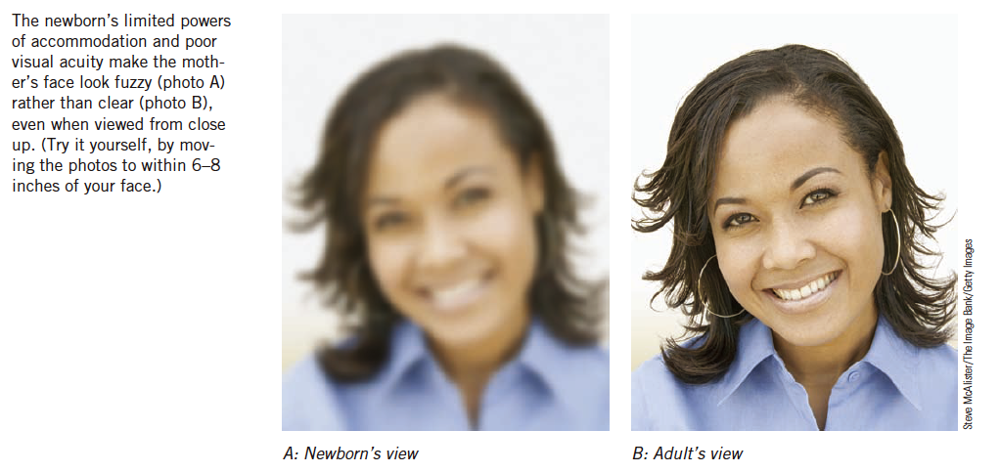 The newborn’s limited powers
of accommodation and poor
visual acuity make the moth-
er’s face look fuzzy (photo A)
rather than clear (photo B),
even when viewed from close
up. (Try it yourself, by mov-
ing the photos to within 6–8
inches of your face.)
Steve McAlister/The Image Bank/Getty Images
A: Newborn’s view
B: Adult’s view